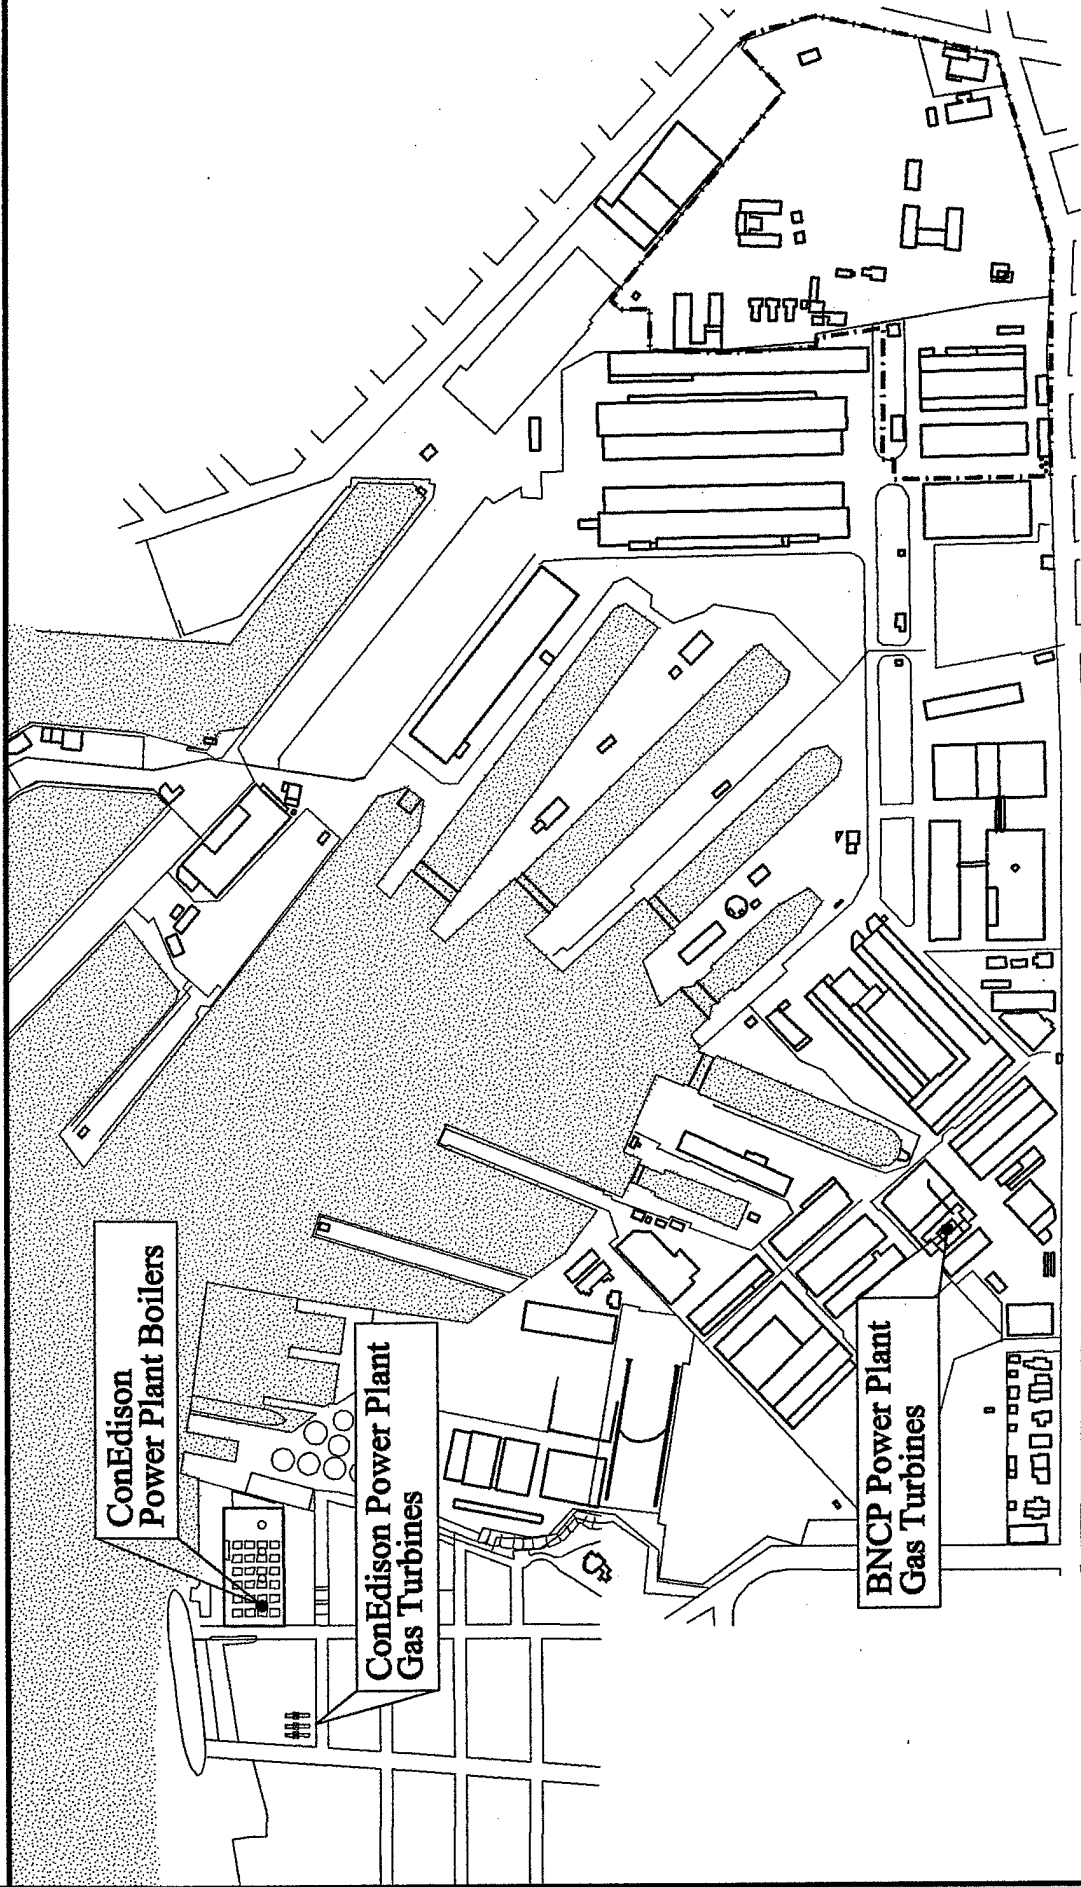 ConEdison
Power Plant Boilers
ConEdison Power Plant
Gas Turbines
BNCP Power Plant
Gas Turbines